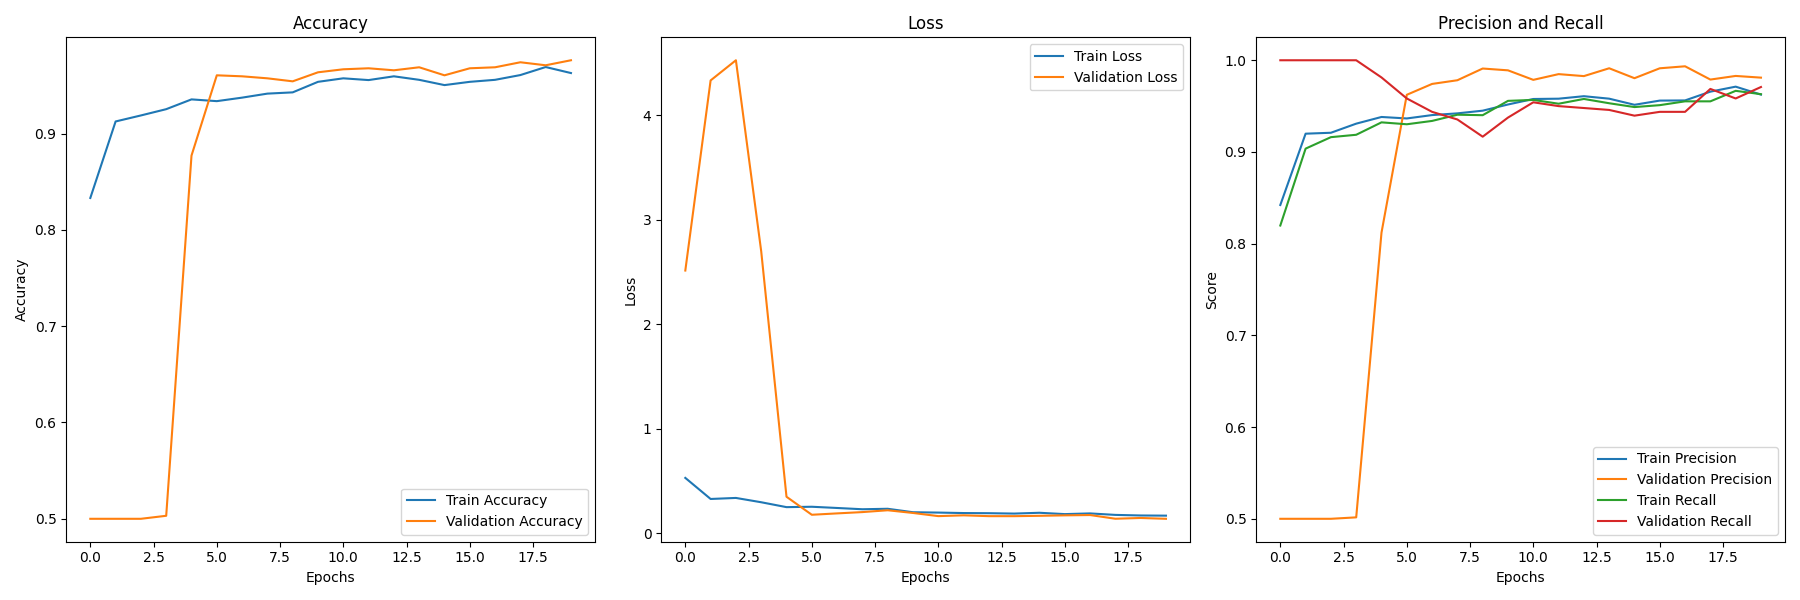 Accuracy
Accuracy
0.9
0.8
0.7
0.6
0.5
0.0 2.5 5.0 7.5 10.0 12.5 15.0 17.5
Epochs
Train Accuracy
Validation Accuracy
Loss
Loss
4
3
2
1
0
0.0 2.5 5.0 7.5 10.0 12.5 15.0 17.5
Epochs
Train Loss
Validation Loss
Precision and Recall
Score
1.0
0.9
0.8
0.7
0.6
0.5
0.0 2.5 5.0 7.5 10.0 12.5 15.0 17.5
Epochs
Train Precision
Validation Precision
Train Recall
Validation Recall